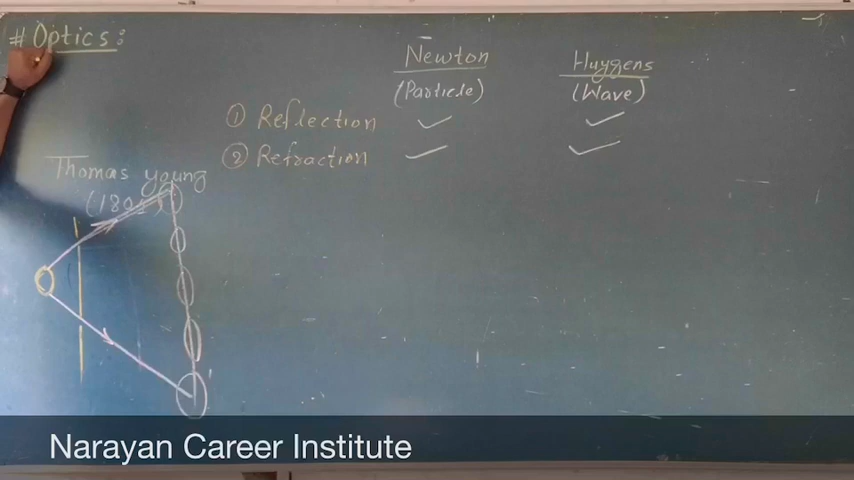 # Optics:
Newton Huygens
(Particle) (Wave)
① Reflection ✓ ✓
② Refraction ✓ ✓
Thomas young
Narayan Career Institute